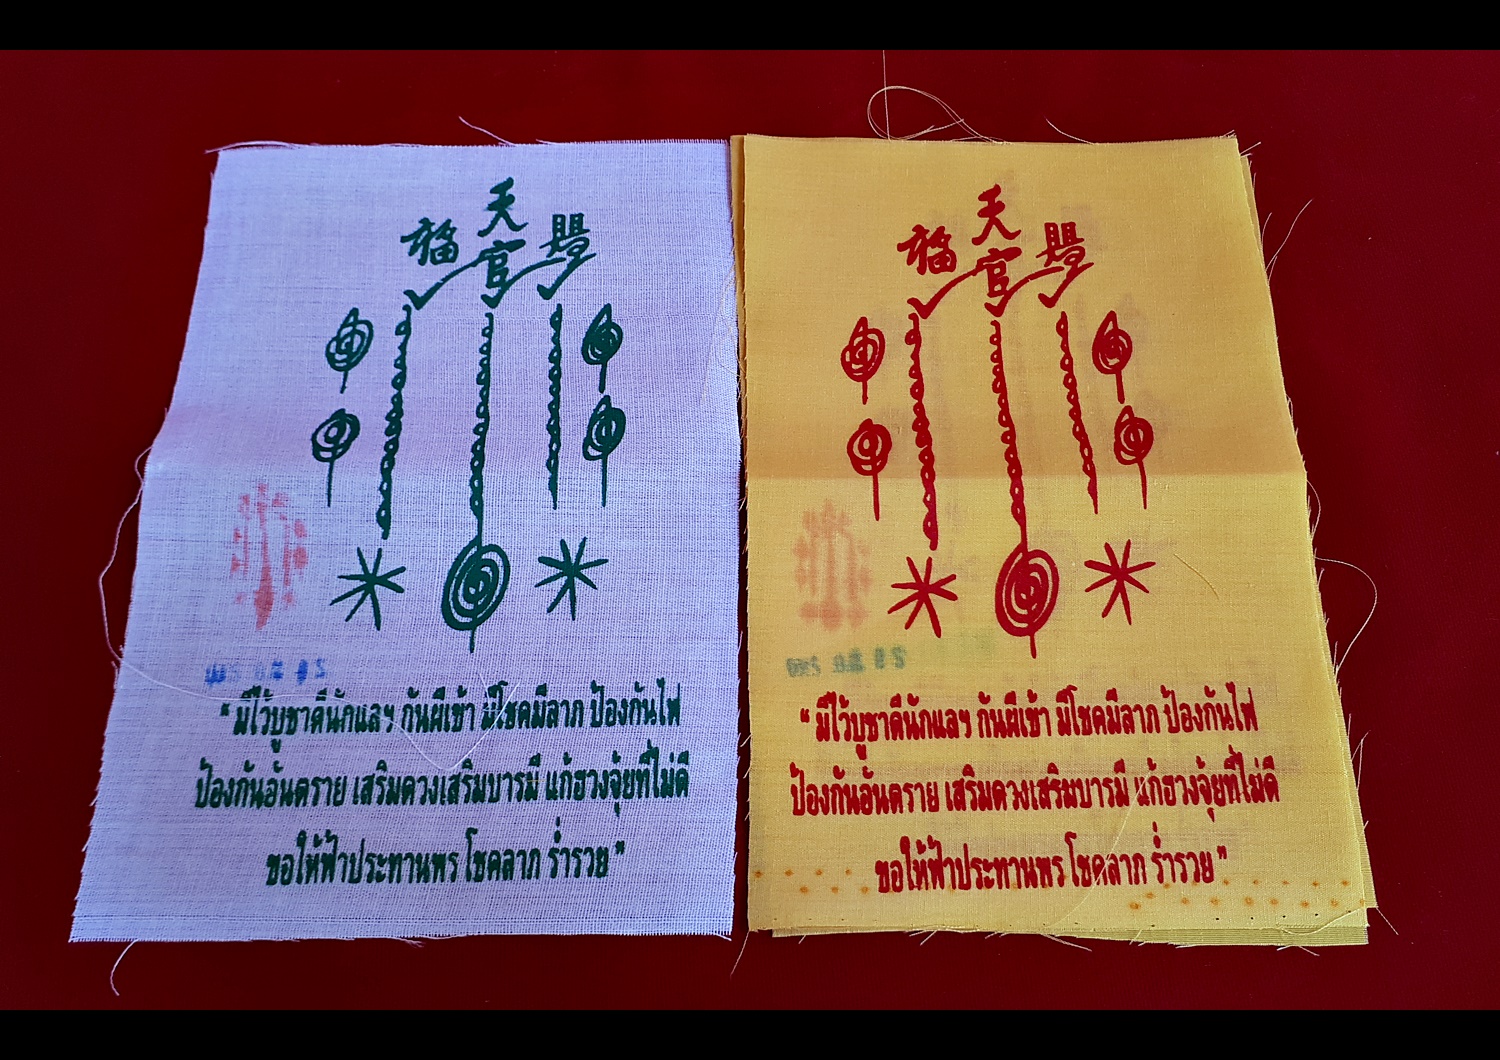 天
福 官
" มีไว้บูชาดีนักแลฯ กันผีเข้า มีโชคมีลาภ ป้องกันไฟ
ป้องกันอันตราย เสริมดวงเสริมบารมี แก้ฮวงจุ้ยที่ไม่ดี
ขอให้ฟ้าประทานพร โชคลาภ ร่ำรวย "
天
福 官
" มีไว้บูชาดีนักแลฯ กันผีเข้า มีโชคมีลาภ ป้องกันไฟ
ป้องกันอันตราย เสริมดวงเสริมบารมี แก้ฮวงจุ้ยที่ไม่ดี
ขอให้ฟ้าประทานพร โชคลาภ ร่ำรวย "